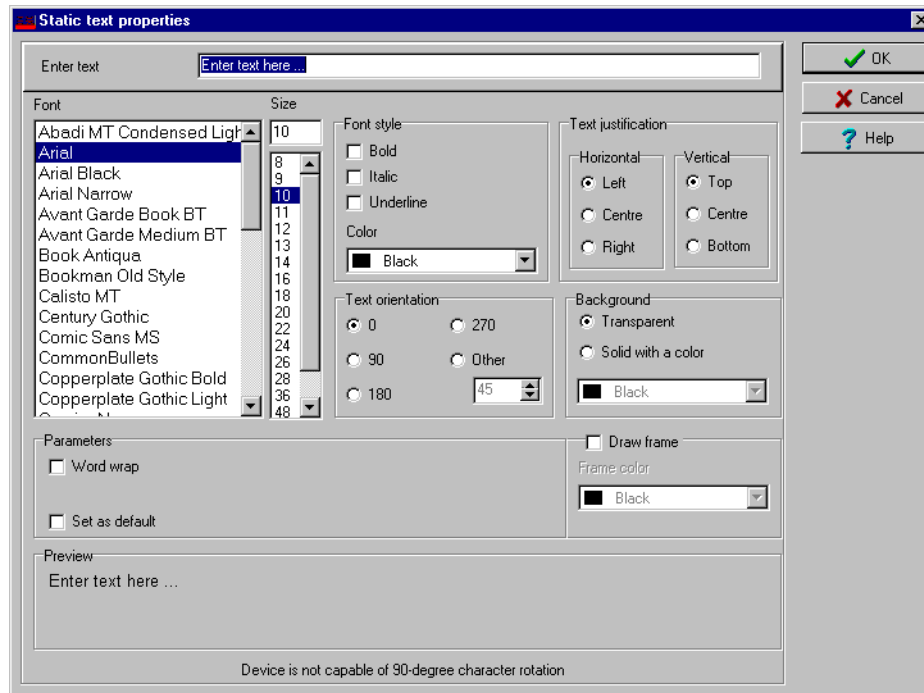 Static text properties
Enter text
Enter text here ...
OK
Cancel
Help
Font
Abadi MT Condensed Ligh
Arial
Arial Black
Arial Narrow
Avant Garde Book BT
Avant Garde Medium BT
Book Antiqua
Bookman Old Style
Calisto MT
Century Gothic
Comic Sans MS
CommonBullets
Copperplate Gothic Bold
Copperplate Gothic Light
Size
10
8
9
10
11
12
13
14
16
18
20
22
24
26
28
36
48
Font style
Bold
Italic
Underline
Color
Black
Text justification
Horizontal
Left
Centre
Right
Vertical
Top
Centre
Bottom
Text orientation
0
90
180
270
Other
45
Background
Transparent
Solid with a color
Black
Parameters
Word wrap
Set as default
Draw frame
Frame color
Black
Preview
Enter text here ...
Device is not capable of 90-degree character rotation